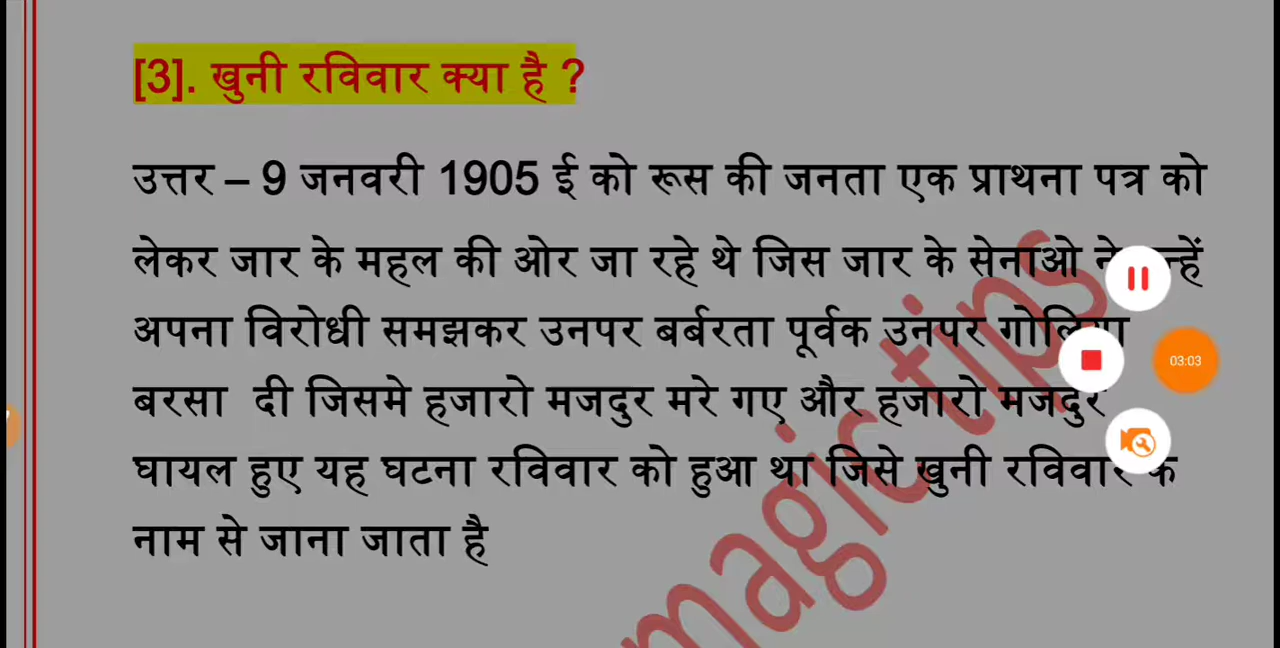 [3]. खुनी रविवार क्या है ?
उत्तर – 9 जनवरी 1905 ई को रूस की जनता एक प्राथना पत्र को
लेकर जार के महल की ओर जा रहे थे जिस जार के सेनाओ ने
अपना विरोधी समझकर उनपर बर्बरता पूर्वक उनपर
बरसा दी जिसमे हजारो मजदुर मरे गए और हजारो मजदुर
घायल हुए यह घटना रविवार को हुआ था जिसे खुनी रविवार
नाम से जाना जाता है
magic tips
03:03